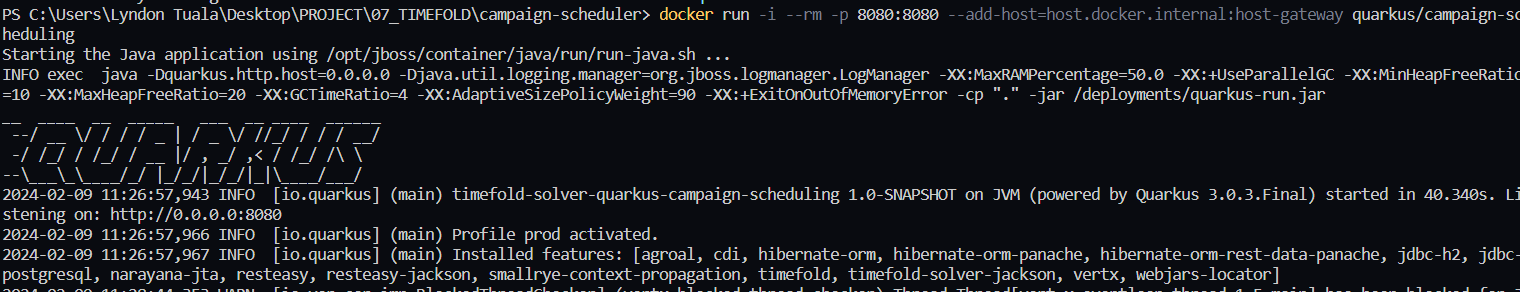 PS C:\Users\Lyndon Tuala\Desktop\PROJECT\07_TIMEFOLD\campaign-scheduler> docker run -i --rm -p 8080:8080 --add-host=host.docker.internal:host-gateway quarkus/campaign-sc
heduling
Starting the Java application using /opt/jboss/container/java/run/run-java.sh ...
INFO exec  java -Dquarkus.http.host=0.0.0.0 -Djava.util.logging.manager=org.jboss.logmanager.LogManager -XX:MaxRAMPercentage=50.0 -XX:+UseParallelGC -XX:MinHeapFreeRatio
=10 -XX:MaxHeapFreeRatio=20 -XX:GCTimeRatio=4 -XX:AdaptiveSizePolicyWeight=90 -XX:+ExitOnOutOfMemoryError -cp "." -jar /deployments/quarkus-run.jar
__  ____  __  _____   ___  __ ____  ______
 --/ __ \/ / / / _ | / _ \/ //_/ / / / __/
 -/ /_/ / /_/ / __ |/ , _/ ,< / /_/ /\ \
--\___\_\____/_/ |_/_/|_/_/|_|\____/___/
2024-02-09 11:26:57,943 INFO  [io.quarkus] (main) timefold-solver-quarkus-campaign-scheduling 1.0-SNAPSHOT on JVM (powered by Quarkus 3.0.3.Final) started in 40.340s. Li
stening on: http://0.0.0.0:8080
2024-02-09 11:26:57,966 INFO  [io.quarkus] (main) Profile prod activated.
2024-02-09 11:26:57,967 INFO  [io.quarkus] (main) Installed features: [agroal, cdi, hibernate-orm, hibernate-orm-panache, hibernate-orm-rest-data-panache, jdbc-h2, jdbc-
postgresql, narayana-jta, resteasy, resteasy-jackson, smallrye-context-propagation, timefold, timefold-solver-jackson, vertx, webjars-locator]